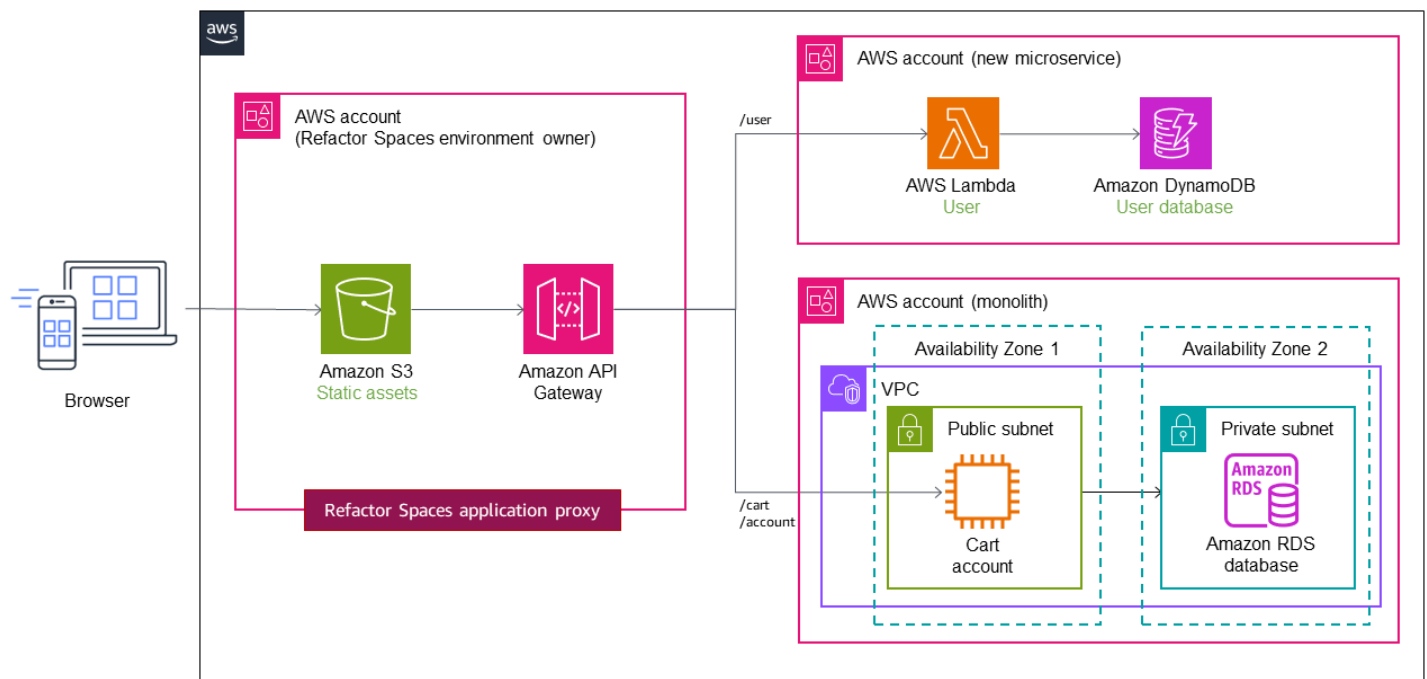 aws
AWS account
(Refactor Spaces environment owner)
Browser
Amazon S3
Static assets
Amazon API
Gateway
Refactor Spaces application proxy
/user
AWS account (new microservice)
AWS Lambda
User
Amazon DynamoDB
User database
/cart
/account
AWS account (monolith)
Availability Zone 1
Availability Zone 2
VPC
Public subnet
Cart
account
Private subnet
Amazon
RDS
Amazon RDS
database